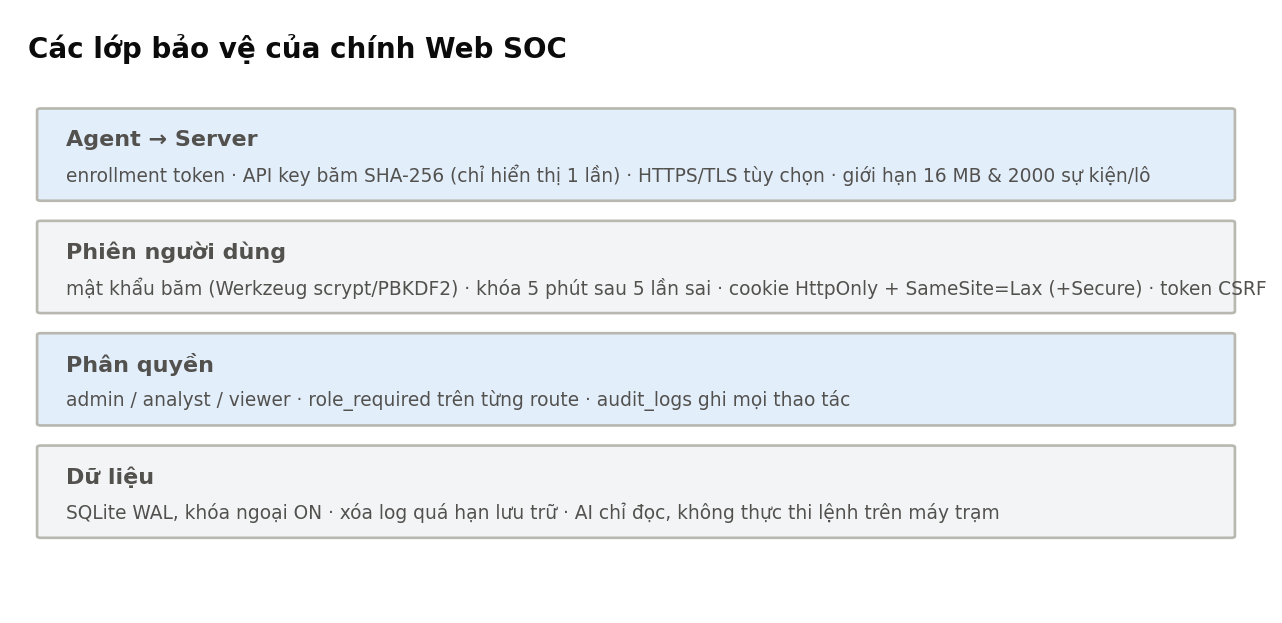 Các lớp bảo vệ của chính Web SOC
Agent → Server
enrollment token · API key băm SHA-256 (chỉ hiển thị 1 lần) · HTTPS/TLS tùy chọn · giới hạn 16 MB & 2000 sự kiện/lô
Phiên người dùng
mật khẩu băm (Werkzeug scrypt/PBKDF2) · khóa 5 phút sau 5 lần sai · cookie HttpOnly + SameSite=Lax (+Secure) · token CSRF
Phân quyền
admin / analyst / viewer · role_required trên từng route · audit_logs ghi mọi thao tác
Dữ liệu
SQLite WAL, khóa ngoại ON · xóa log quá hạn lưu trữ · AI chỉ đọc, không thực thi lệnh trên máy trạm